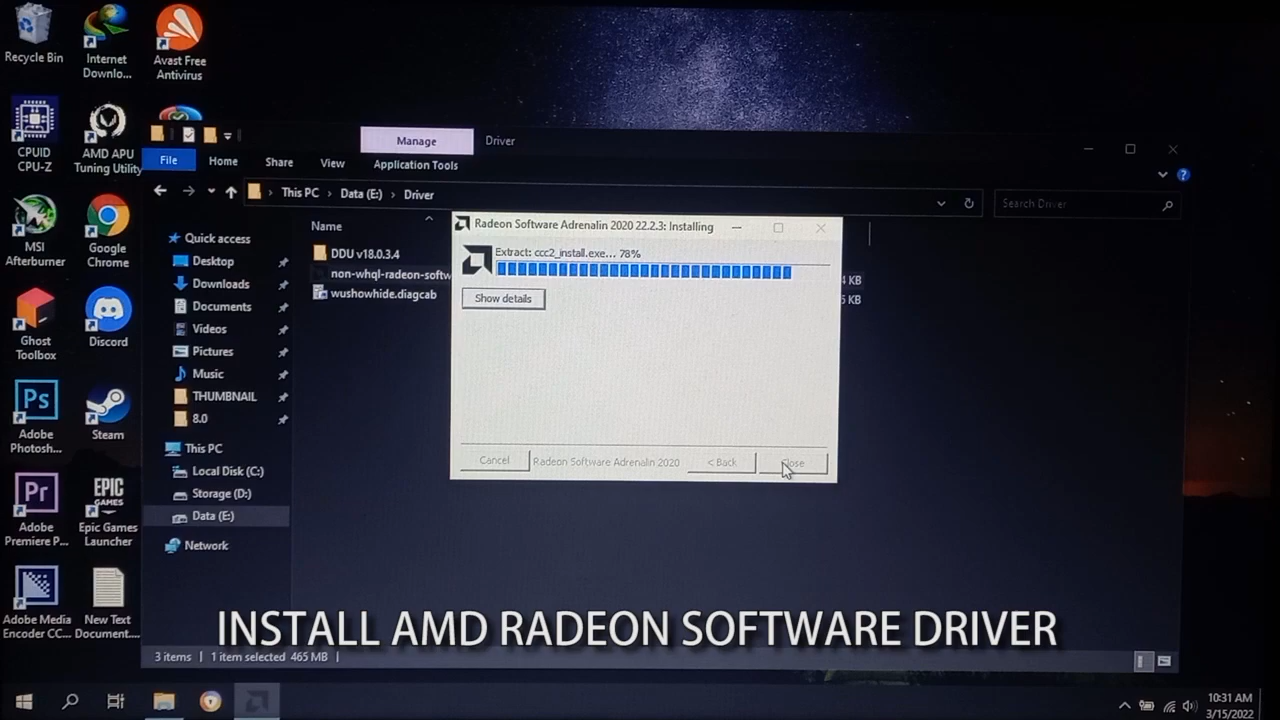 Recycle Bin
Internet Downlo...
Avast Free Antivirus
CPUID CPU-Z
AMD APU Tuning Utility
MSI Afterburner
Google Chrome
Ghost Toolbox
Discord
Adobe Photosh...
Steam
Adobe Premiere P...
Epic Games Launcher
Adobe Media Encoder CC...
New Text Document....
Manage
Driver
File
Home
Share
View
Application Tools
This PC > Data (E:) > Driver
Search Driver
Quick access
Desktop
Downloads
Documents
Videos
Pictures
Music
THUMBNAIL
8.0
This PC
Local Disk (C:)
Storage (D:)
Data (E:)
Network
Name
DDU v18.0.3.4
non-whql-radeon-softw
wushowhide.diagcab
4 KB
KB
Radeon Software Adrenalin 2020 22.2.3: Installing
Extract: ccc2_install.exe... 78%
Show details
Cancel
Radeon Software Adrenalin 2020
< Back
Close
INSTALL AMD RADEON SOFTWARE DRIVER
3 items
1 item selected 465 MB
10:31 AM
3/15/2022